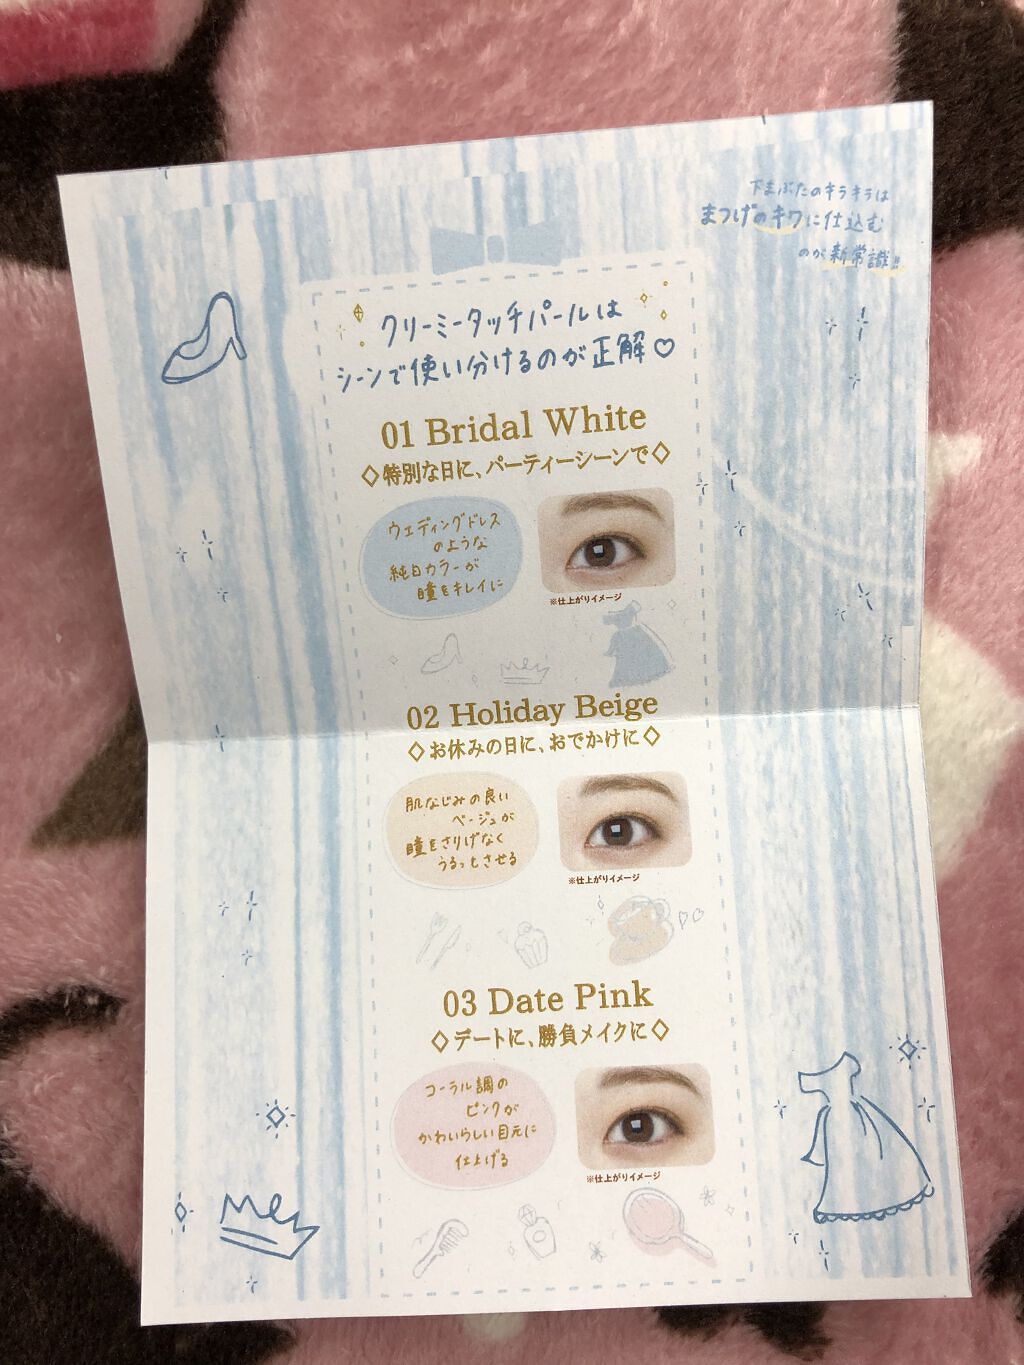 下まぶたのキラキラは
まつげのキワに仕込む
のが新常識!!
クリーミータッチパールは
シーンで使い分けるのが正解♡
01 Bridal White
◇特別な日に、パーティーシーンで◇
ウェディングドレス
のような
純白カラーが
瞳をキレイに
※仕上がりイメージ
02 Holiday Beige
◇お休みの日に、おでかけに◇
肌なじみの良い
ベージュが
瞳をさりげなく
うるっとさせる
※仕上がりイメージ
03 Date Pink
◇デートに、勝負メイクに◇
コーラル調の
ピンクが
かわいらしい目元に
仕上げる
※仕上がりイメージ